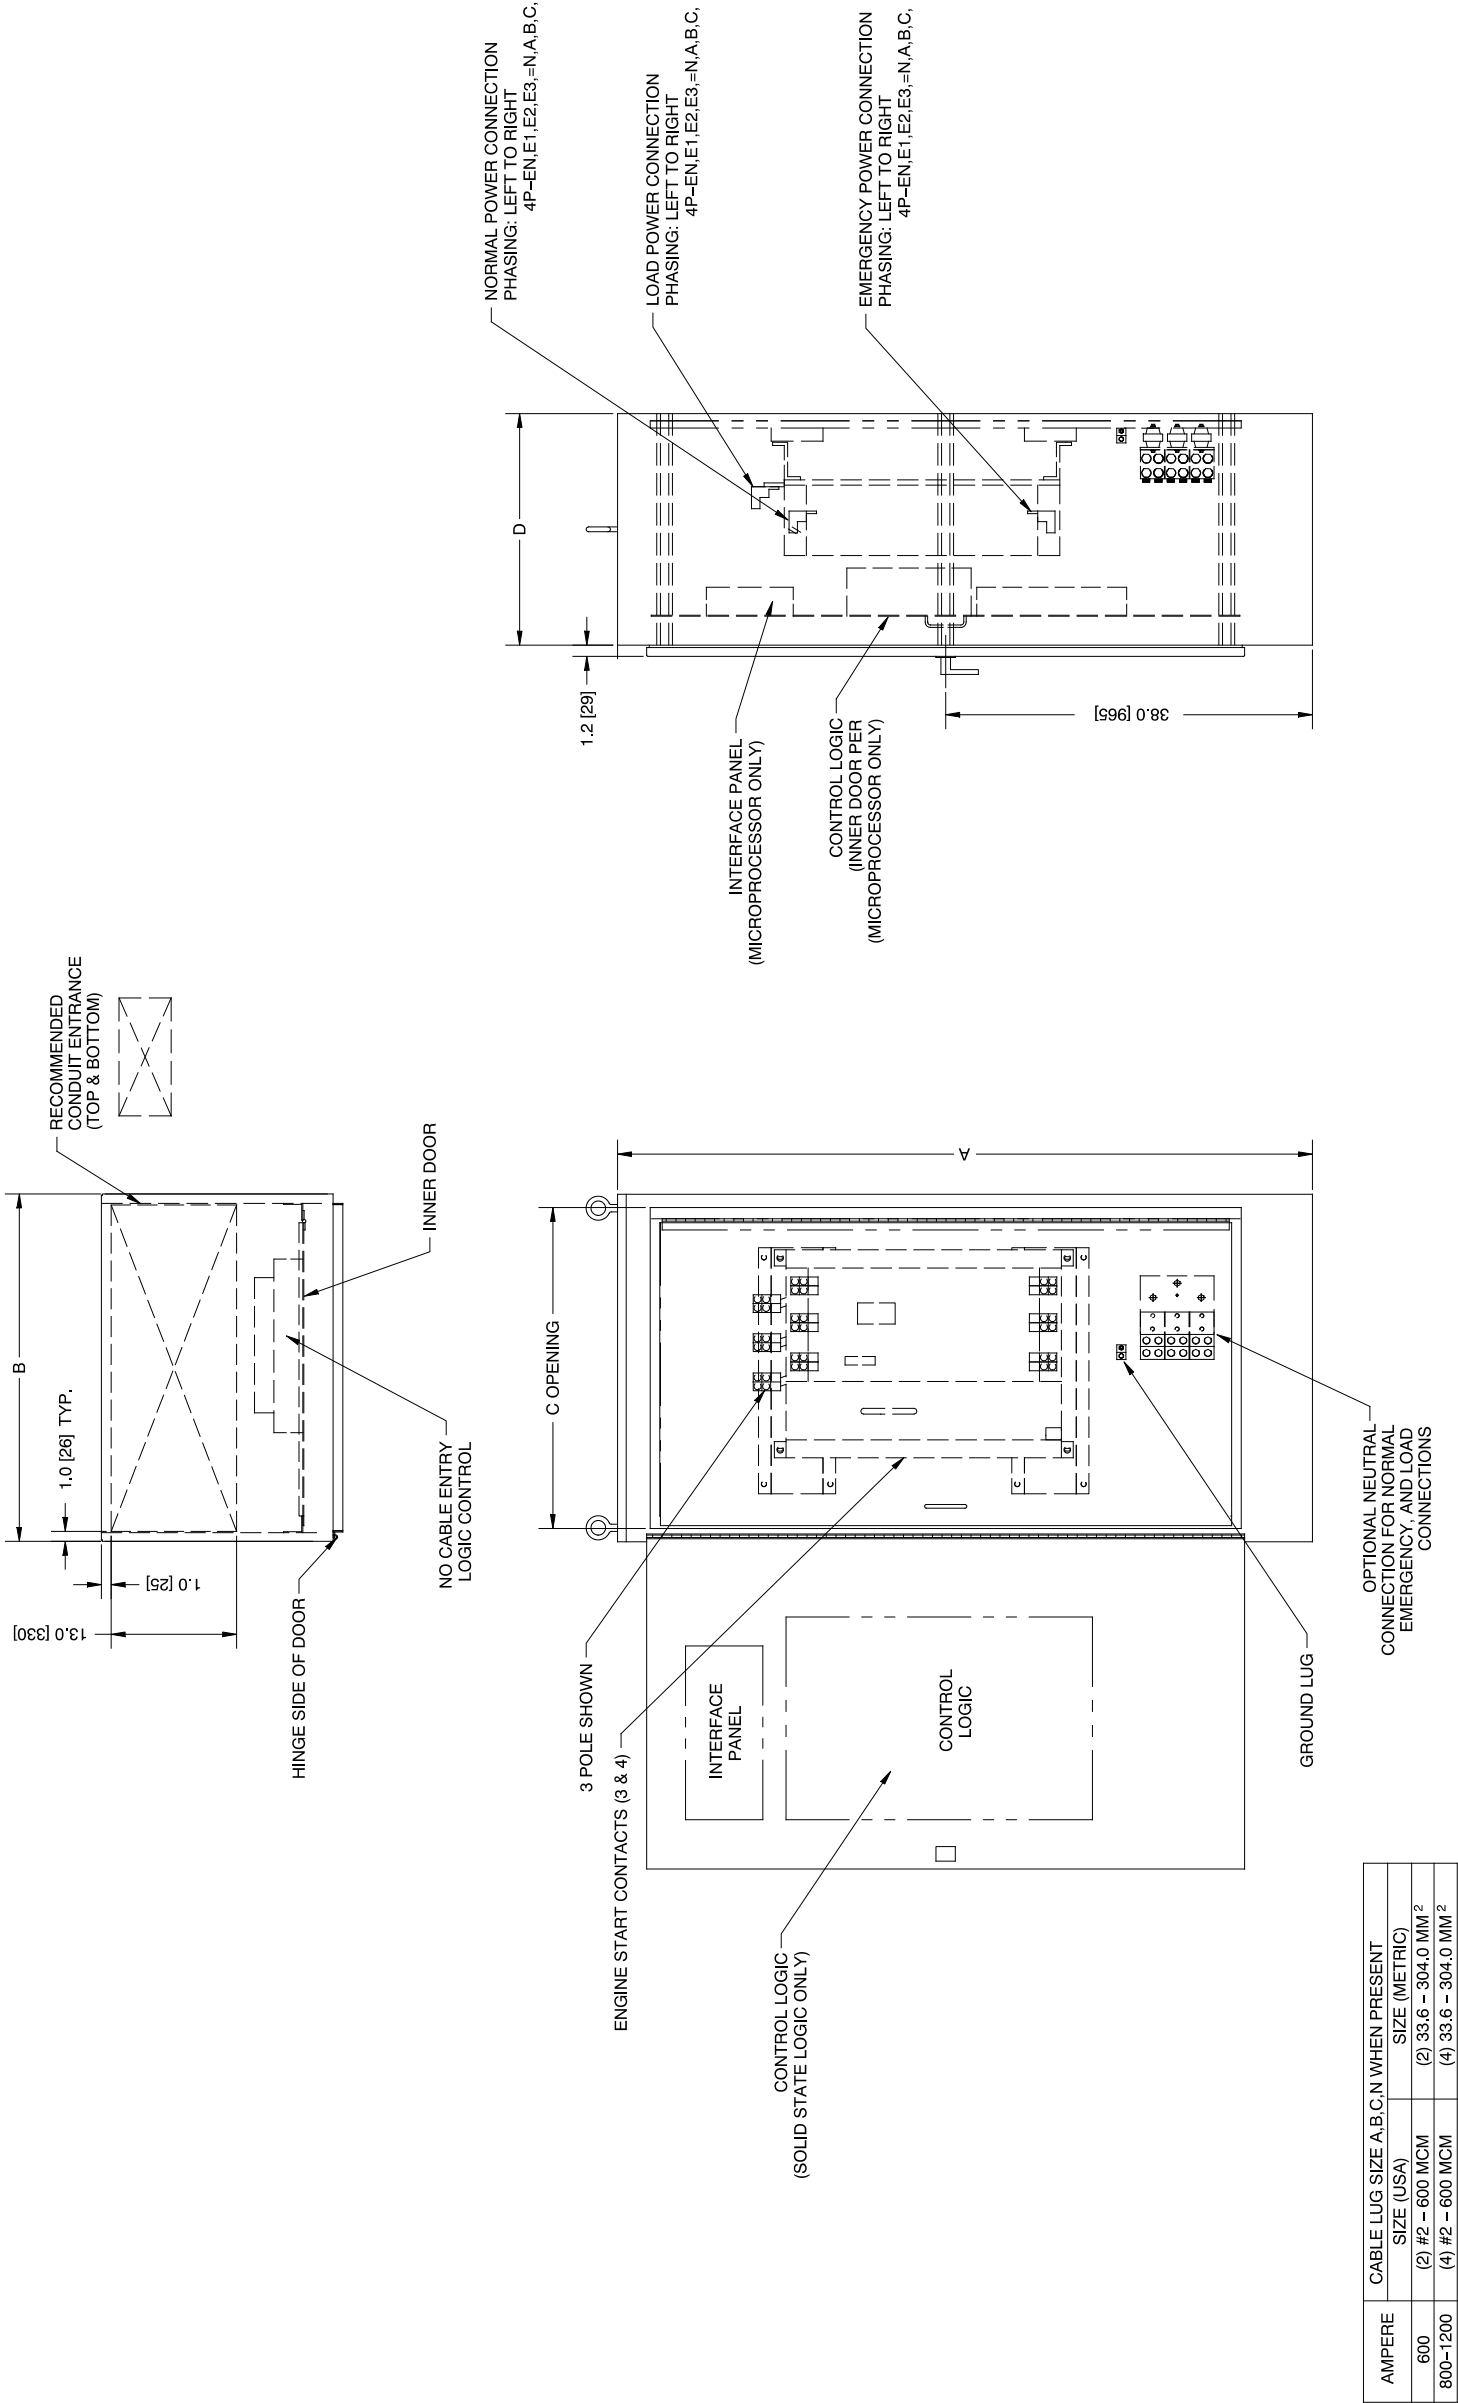 RECOMMENDED
CONDUIT ENTRANCE
(TOP & BOTTOM)
B
1.0 [26] TYP.
1.0 [25]
13.0 [330]
HINGE SIDE OF DOOR
NO CABLE ENTRY
LOGIC CONTROL
INNER DOOR
NORMAL POWER CONNECTION
PHASING: LEFT TO RIGHT
4P–EN,E1,E2,E3,=N,A,B,C,
LOAD POWER CONNECTION
PHASING: LEFT TO RIGHT
4P–EN,E1,E2,E3,=N,A,B,C,
EMERGENCY POWER CONNECTION
PHASING: LEFT TO RIGHT
4P–EN,E1,E2,E3,=N,A,B,C,
D
1.2 [29]
38.0 [965]
INTERFACE PANEL
(MICROPROCESSOR ONLY)
CONTROL LOGIC
(INNER DOOR PER
MICROPROCESSOR ONLY)
A
C OPENING
3 POLE SHOWN
ENGINE START CONTACTS (3 & 4)
INTERFACE
PANEL
CONTROL
LOGIC
CONTROL LOGIC
(SOLID STATE LOGIC ONLY)
GROUND LUG
OPTIONAL NEUTRAL
CONNECTION FOR NORMAL
EMERGENCY, AND LOAD
CONNECTIONS
AMPERE CABLE LUG SIZE A,B,C,N WHEN PRESENT
SIZE (USA) SIZE (METRIC)
600 (2) #2 – 600 MCM (2) 33.6 – 304.0 MM²
800–1200 (4) #2 – 600 MCM (4) 33.6 – 304.0 MM²